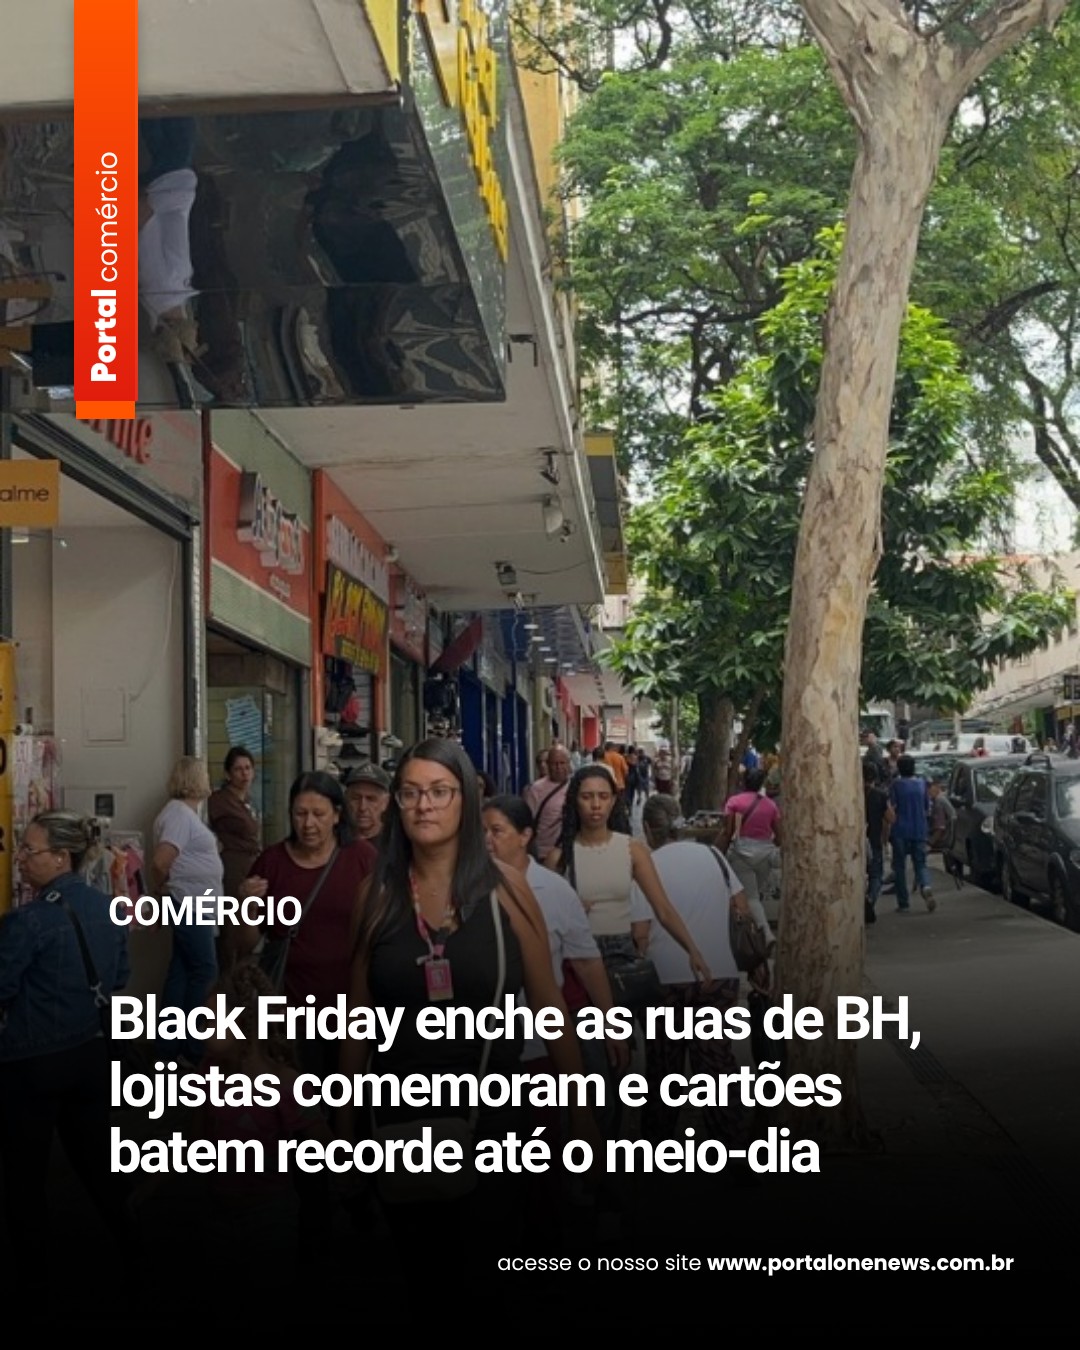 Portal comércio
alme
COMÉRCIO
Black Friday enche as ruas de BH,
lojistas comemoram e cartões
batem recorde até o meio-dia
acesse o nosso site www.portalonenews.com.br